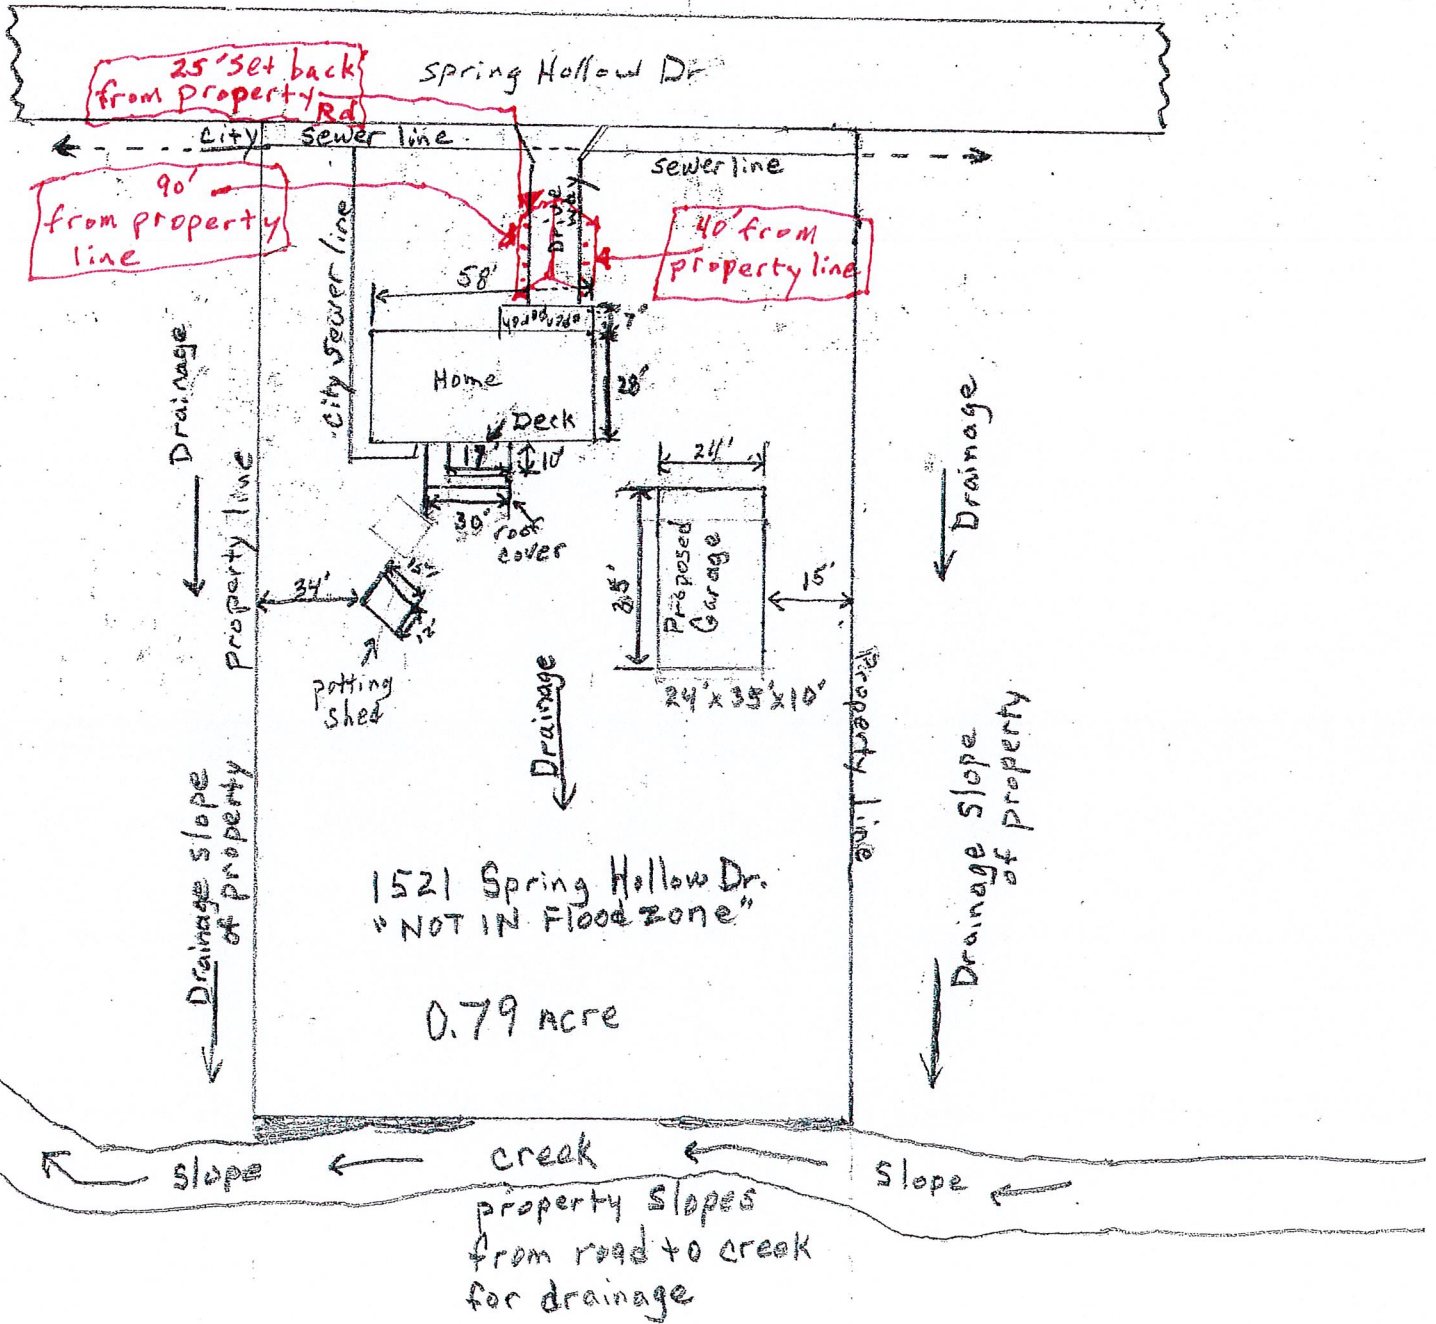 25' Set back
from property
Rd
Spring Hollow Dr
City
sewer line
sewer line
90'
from property
line
Drive
way
40' from
property line
City Sewer line
58'
open porch
7'
Home
28'
Deck
17'
10'
30'
roof
cover
24'
Drainage
Drainage
property line
34'
15'
12'
potting
shed
35'
Proposed
Garage
15'
24' x 35' x 10'
Drainage
Property line
Drainage Slope
of property
Drainage Slope
of property
1521 Spring Hollow Dr.
"NOT IN Flood zone"
0.79 Acre
Slope
creek
Slope
property slopes
from road to creek
for drainage